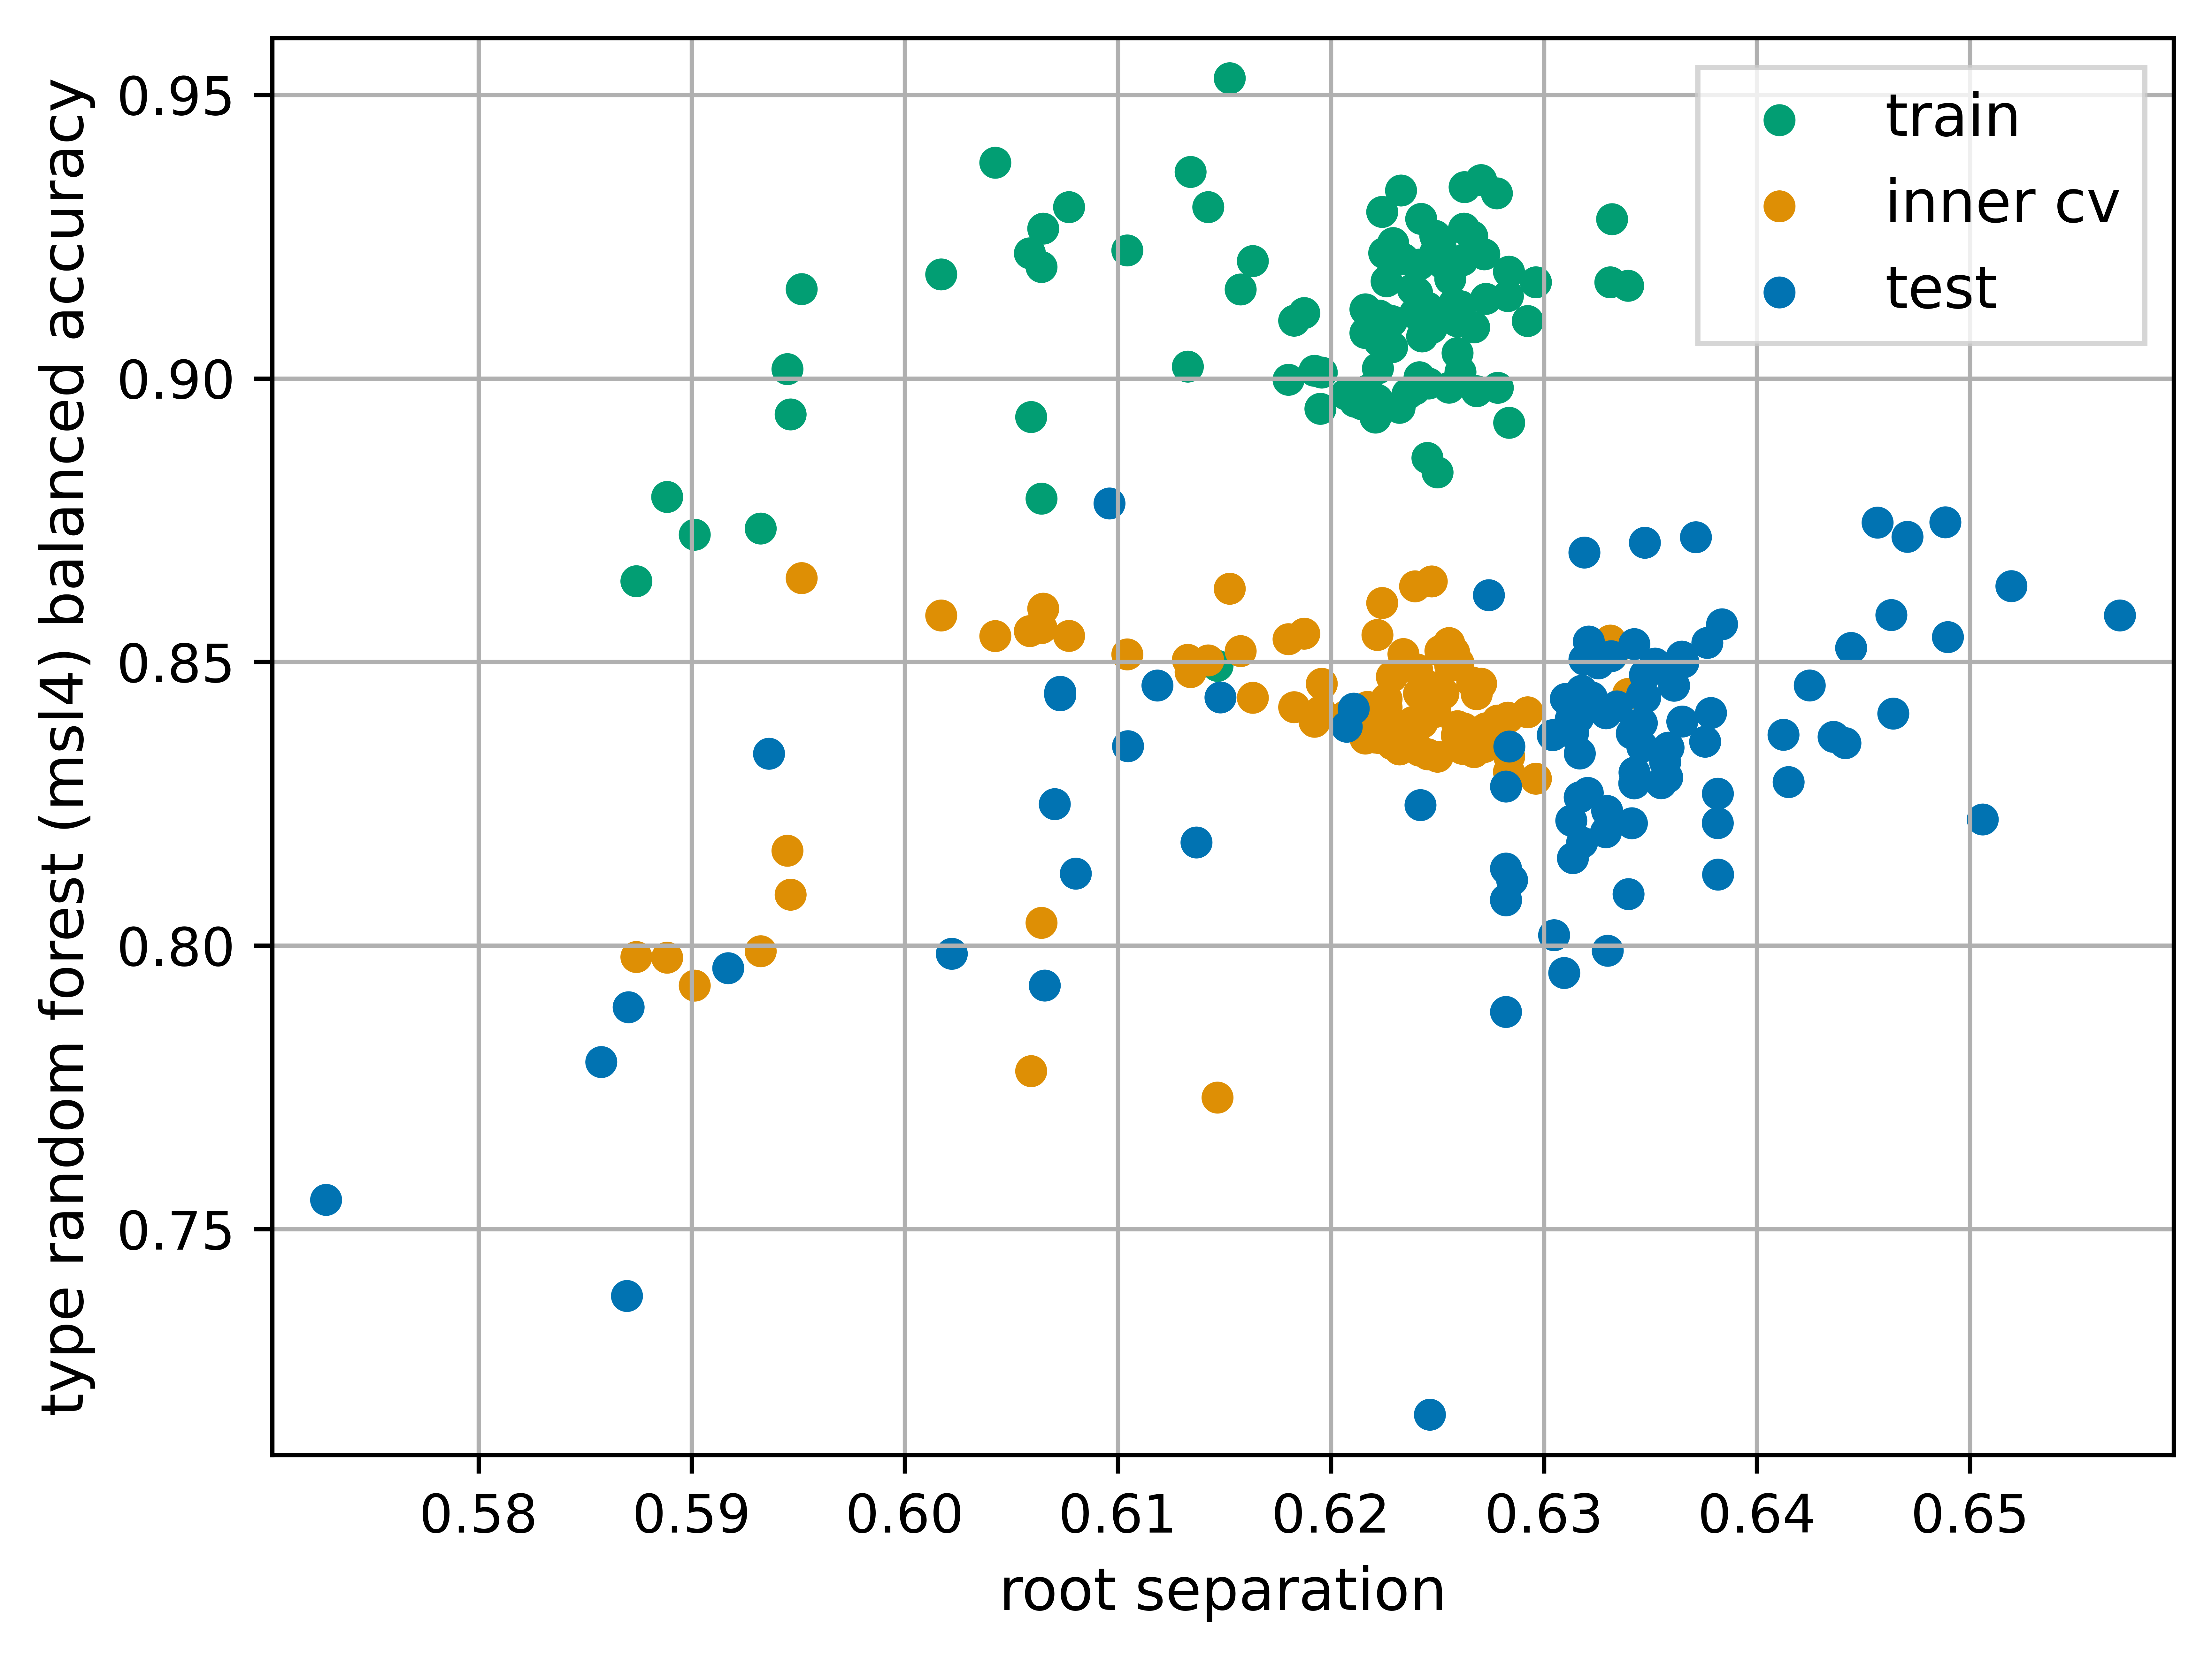 type random forest (msl4) balanced accuracy
0.95
0.90
0.85
0.80
0.75
train
inner cv
test
0.58 0.59 0.60 0.61 0.62 0.63 0.64 0.65
root separation